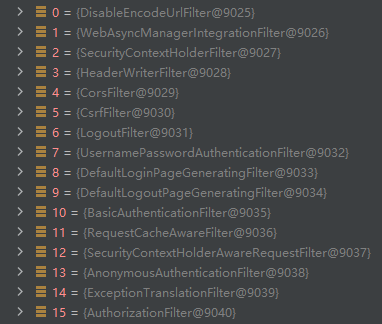 0 = {DisableEncodeUrlFilter@9025}
1 = {WebAsyncManagerIntegrationFilter@9026}
2 = {SecurityContextHolderFilter@9027}
3 = {HeaderWriterFilter@9028}
4 = {CorsFilter@9029}
5 = {CsrfFilter@9030}
6 = {LogoutFilter@9031}
7 = {UsernamePasswordAuthenticationFilter@9032}
8 = {DefaultLoginPageGeneratingFilter@9033}
9 = {DefaultLogoutPageGeneratingFilter@9034}
10 = {BasicAuthenticationFilter@9035}
11 = {RequestCacheAwareFilter@9036}
12 = {SecurityContextHolderAwareRequestFilter@9037}
13 = {AnonymousAuthenticationFilter@9038}
14 = {ExceptionTranslationFilter@9039}
15 = {AuthorizationFilter@9040}